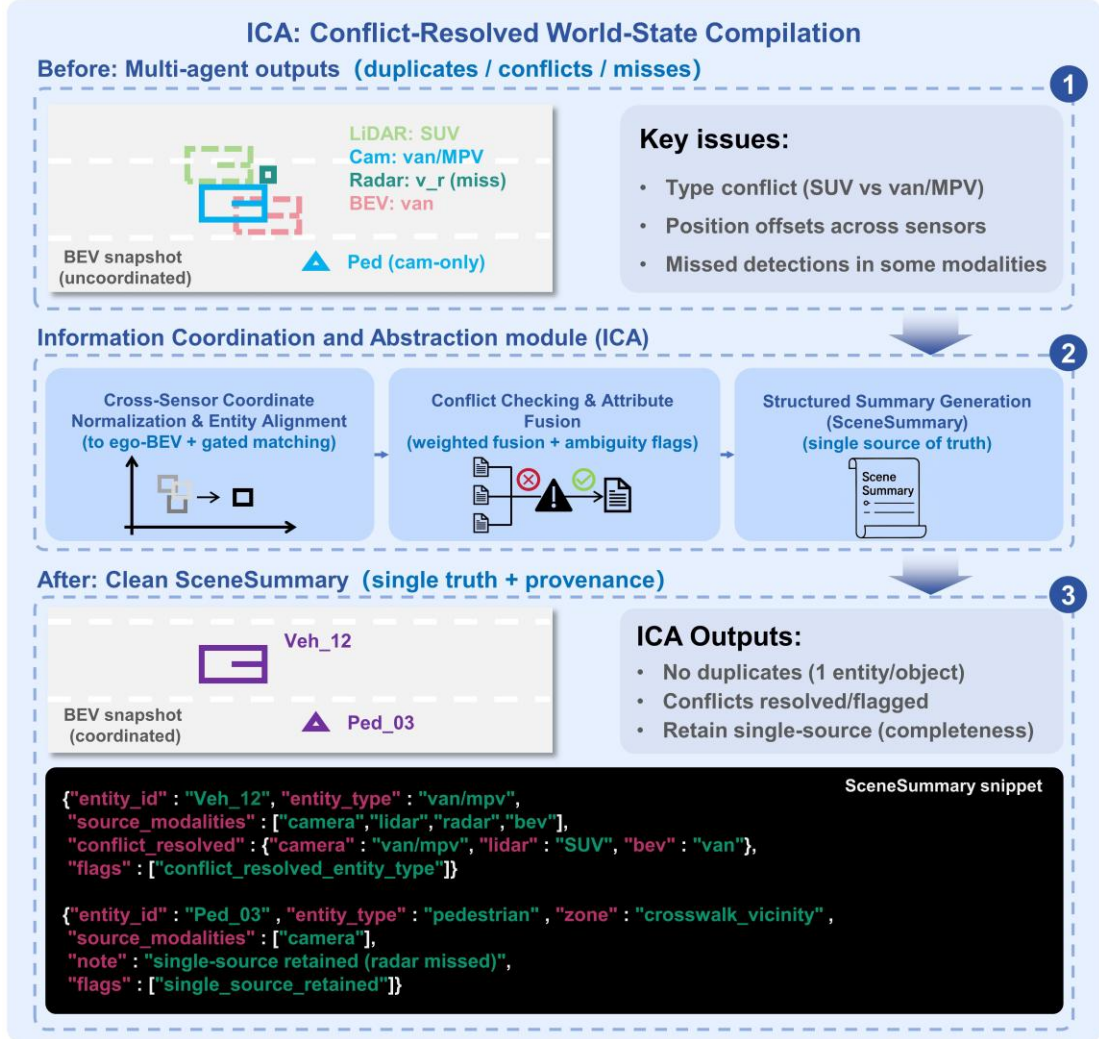 ICA: Conflict-Resolved World-State Compilation
Before: Multi-agent outputs (duplicates / conflicts / misses)
1
LiDAR: SUV
Cam: van/MPV
Radar: v_r (miss)
BEV: van
BEV snapshot
(uncoordinated)
Ped (cam-only)
Key issues:
• Type conflict (SUV vs van/MPV)
• Position offsets across sensors
• Missed detections in some modalities
Information Coordination and Abstraction module (ICA)
2
Cross-Sensor Coordinate
Normalization & Entity Alignment
(to ego-BEV + gated matching)
Conflict Checking & Attribute
Fusion
(weighted fusion + ambiguity flags)
Structured Summary Generation
(SceneSummary)
(single source of truth)
Scene
Summary
After: Clean SceneSummary (single truth + provenance)
3
Veh_12
BEV snapshot
(coordinated)
Ped_03
ICA Outputs:
• No duplicates (1 entity/object)
• Conflicts resolved/flagged
• Retain single-source (completeness)
SceneSummary snippet
{"entity_id" : "Veh_12", "entity_type" : "van/mpv",
"source_modalities" : ["camera","lidar","radar","bev"],
"conflict_resolved" : {"camera" : "van/mpv", "lidar" : "SUV", "bev" : "van"},
"flags" : ["conflict_resolved_entity_type"]}
{"entity_id" : "Ped_03" , "entity_type" : "pedestrian" , "zone" : "crosswalk_vicinity" ,
"source_modalities" : ["camera"],
"note" : "single-source retained (radar missed)",
"flags" : ["single_source_retained"]}